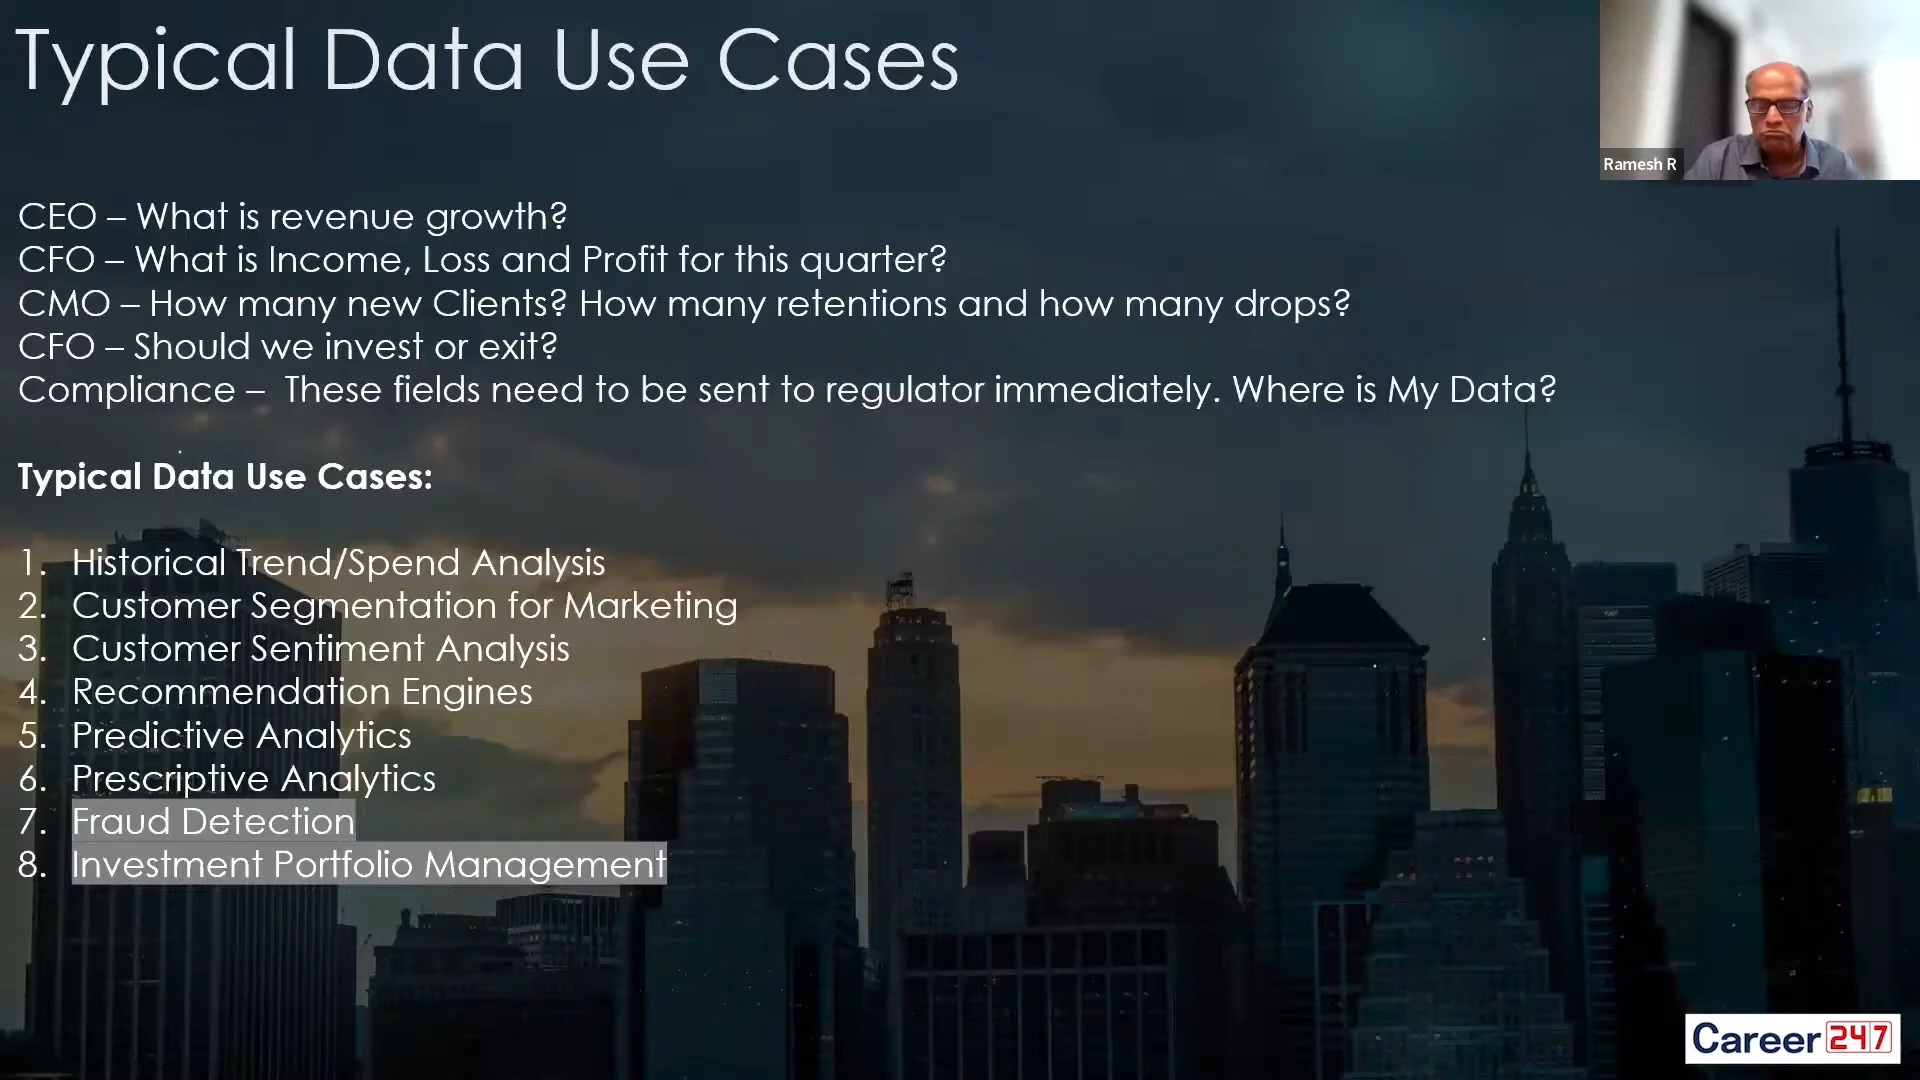 Typical Data Use Cases
Ramesh R
CEO – What is revenue growth?
CFO – What is Income, Loss and Profit for this quarter?
CMO – How many new Clients? How many retentions and how many drops?
CFO – Should we invest or exit?
Compliance –  These fields need to be sent to regulator immediately. Where is My Data?
Typical Data Use Cases:
1. Historical Trend/Spend Analysis
2. Customer Segmentation for Marketing
3. Customer Sentiment Analysis
4. Recommendation Engines
5. Predictive Analytics
6. Prescriptive Analytics
7. Fraud Detection
8. Investment Portfolio Management
Career 247